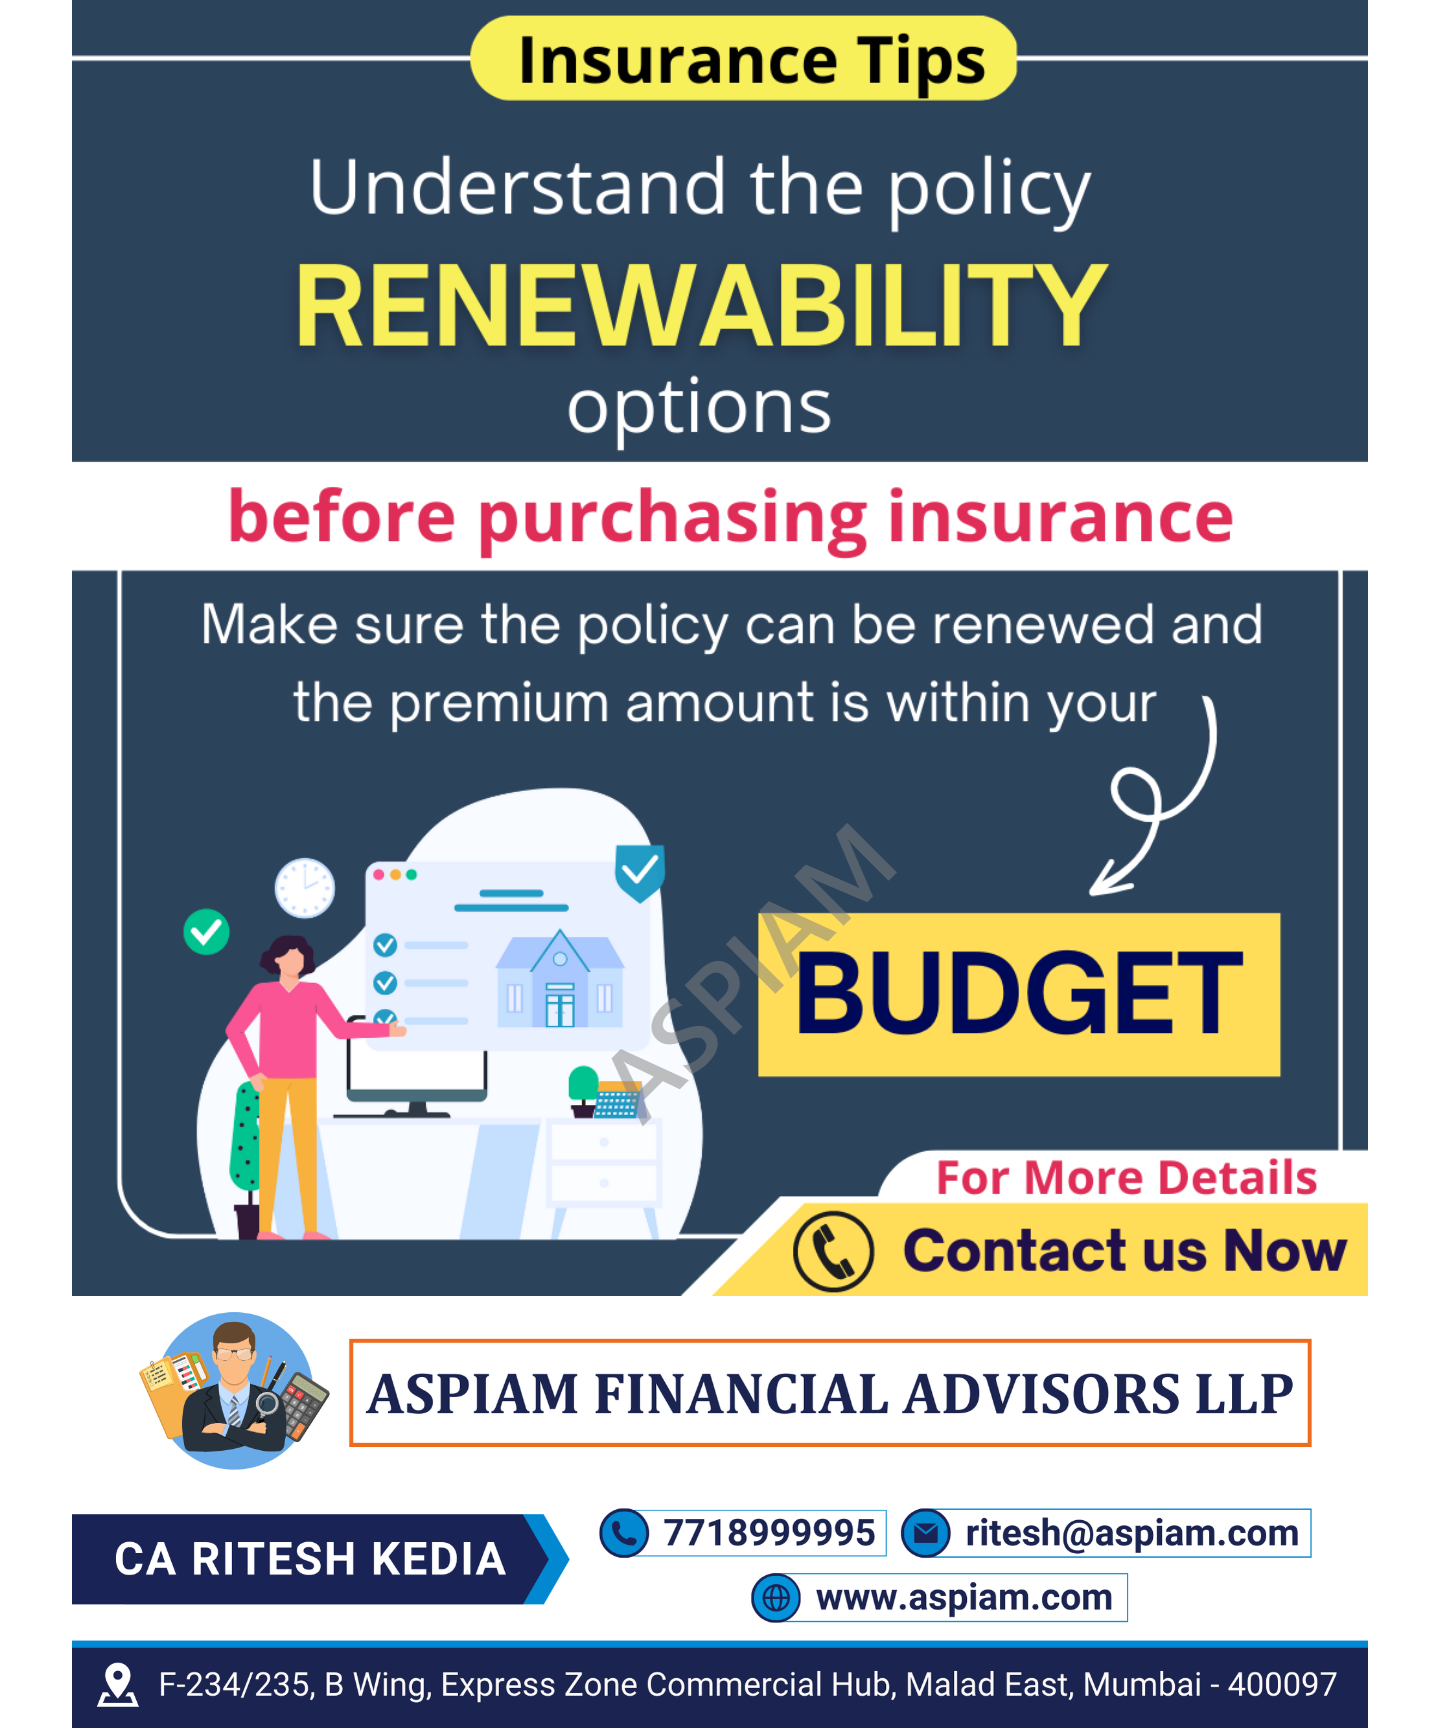 Insurance Tips
Understand the policy
RENEWABILITY
options
before purchasing insurance
Make sure the policy can be renewed and
the premium amount is within your
BUDGET
ASPIAM
For More Details
Contact us Now
ASPIAM FINANCIAL ADVISORS LLP
CA RITESH KEDIA
7718999995
ritesh@aspiam.com
www.aspiam.com
F-234/235, B Wing, Express Zone Commercial Hub, Malad East, Mumbai - 400097